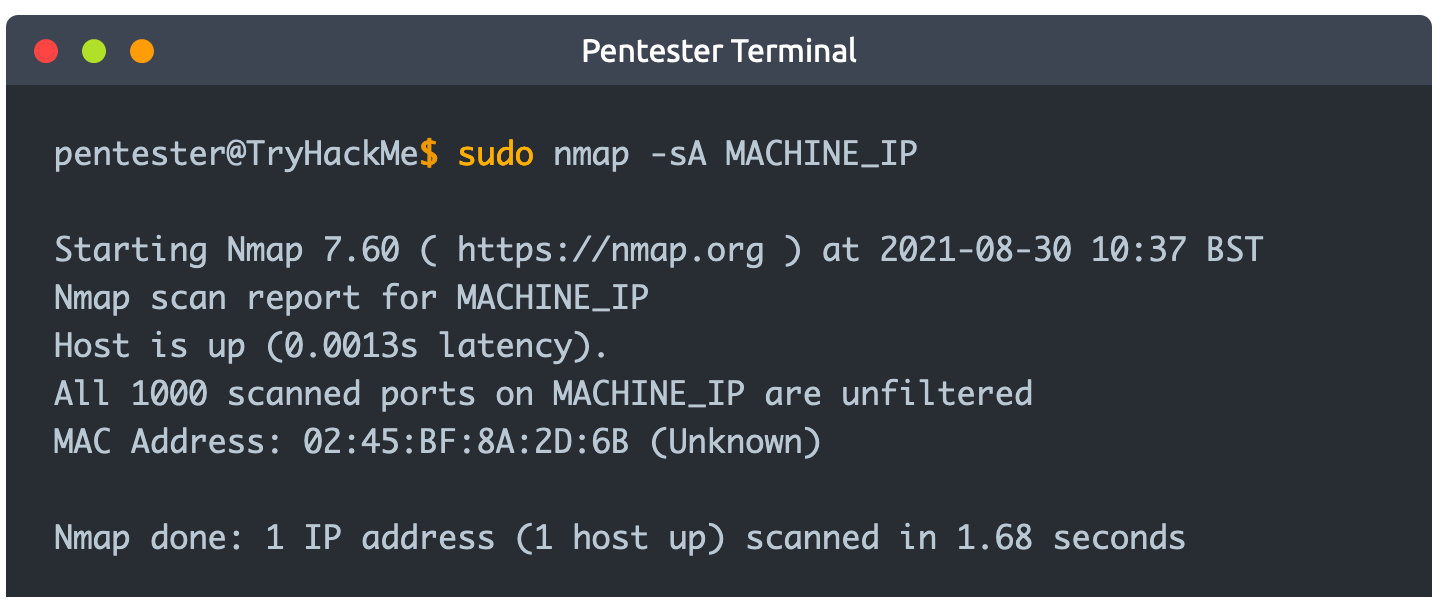 Pentester Terminal
pentester@TryHackMe$ sudo nmap -sA MACHINE_IP
Starting Nmap 7.60 ( https://nmap.org ) at 2021-08-30 10:37 BST
Nmap scan report for MACHINE_IP
Host is up (0.0013s latency).
All 1000 scanned ports on MACHINE_IP are unfiltered
MAC Address: 02:45:BF:8A:2D:6B (Unknown)
Nmap done: 1 IP address (1 host up) scanned in 1.68 seconds